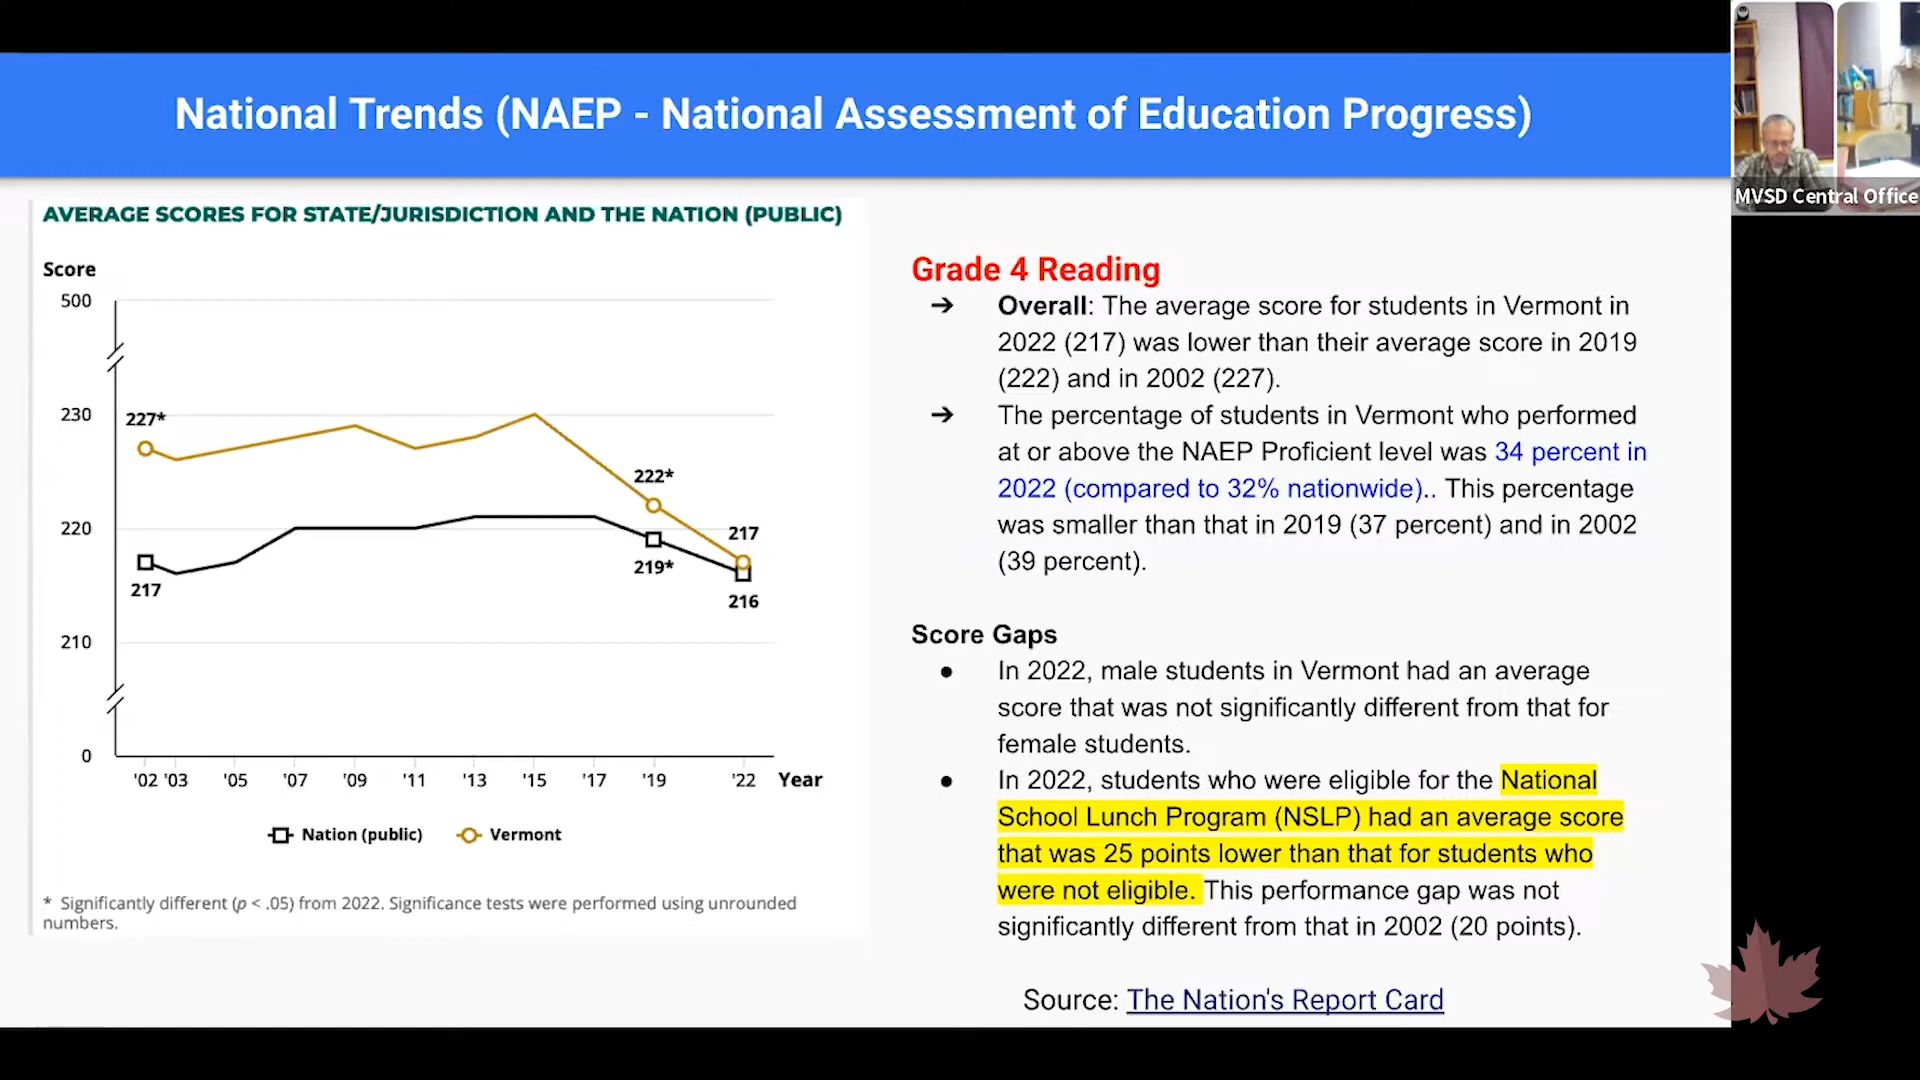 National Trends (NAEP - National Assessment of Education Progress)
MVSD Central Office
AVERAGE SCORES FOR STATE/JURISDICTION AND THE NATION (PUBLIC)
Score
500
230
220
210
0
227*
222*
217
217
219*
216
'02 '03 '05 '07 '09 '11 '13 '15 '17 '19 '22 Year
Nation (public) Vermont
* Significantly different (p < .05) from 2022. Significance tests were performed using unrounded
numbers.
Grade 4 Reading
➔ Overall: The average score for students in Vermont in
2022 (217) was lower than their average score in 2019
(222) and in 2002 (227).
➔ The percentage of students in Vermont who performed
at or above the NAEP Proficient level was 34 percent in
2022 (compared to 32% nationwide).. This percentage
was smaller than that in 2019 (37 percent) and in 2002
(39 percent).
Score Gaps
● In 2022, male students in Vermont had an average
score that was not significantly different from that for
female students.
● In 2022, students who were eligible for the National
School Lunch Program (NSLP) had an average score
that was 25 points lower than that for students who
were not eligible. This performance gap was not
significantly different from that in 2002 (20 points).
Source: The Nation's Report Card